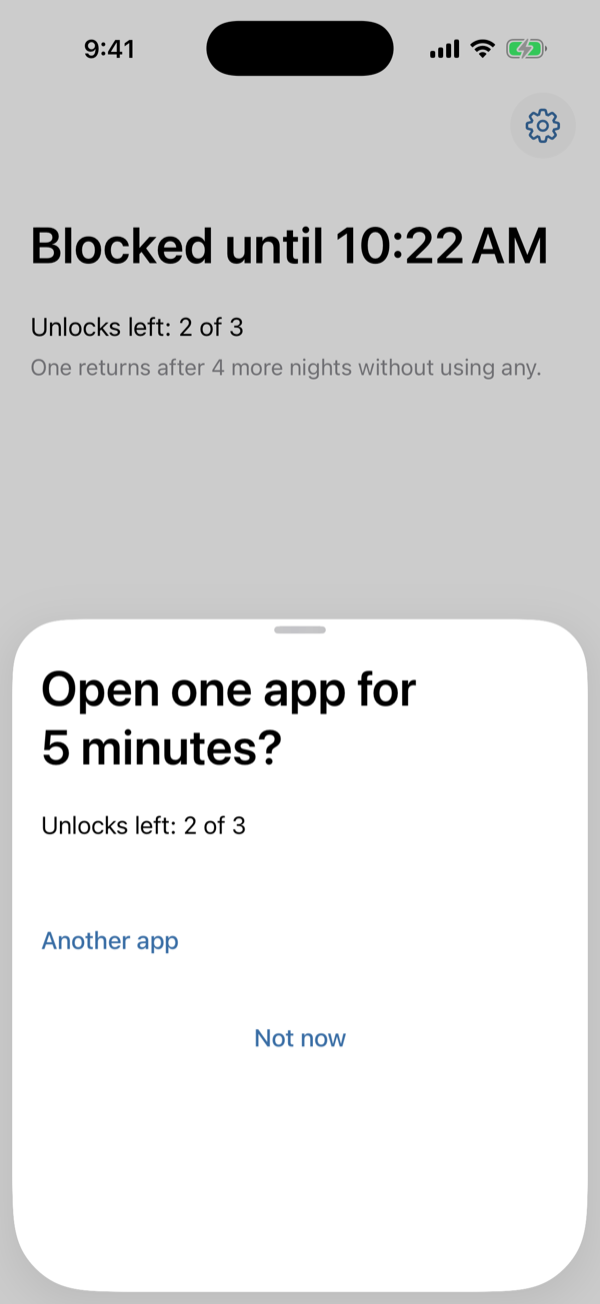 9:41
Blocked until 10:22 AM
Unlocks left: 2 of 3
One returns after 4 more nights without using any.
Open one app for
5 minutes?
Unlocks left: 2 of 3
Another app
Not now